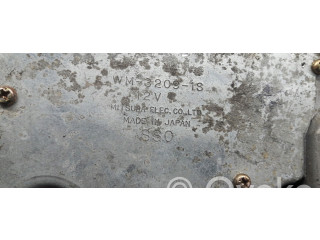 WM-3209-1S
12V
MITSUBA ELEC.CO.,LTD
MADE IN JAPAN
SSO